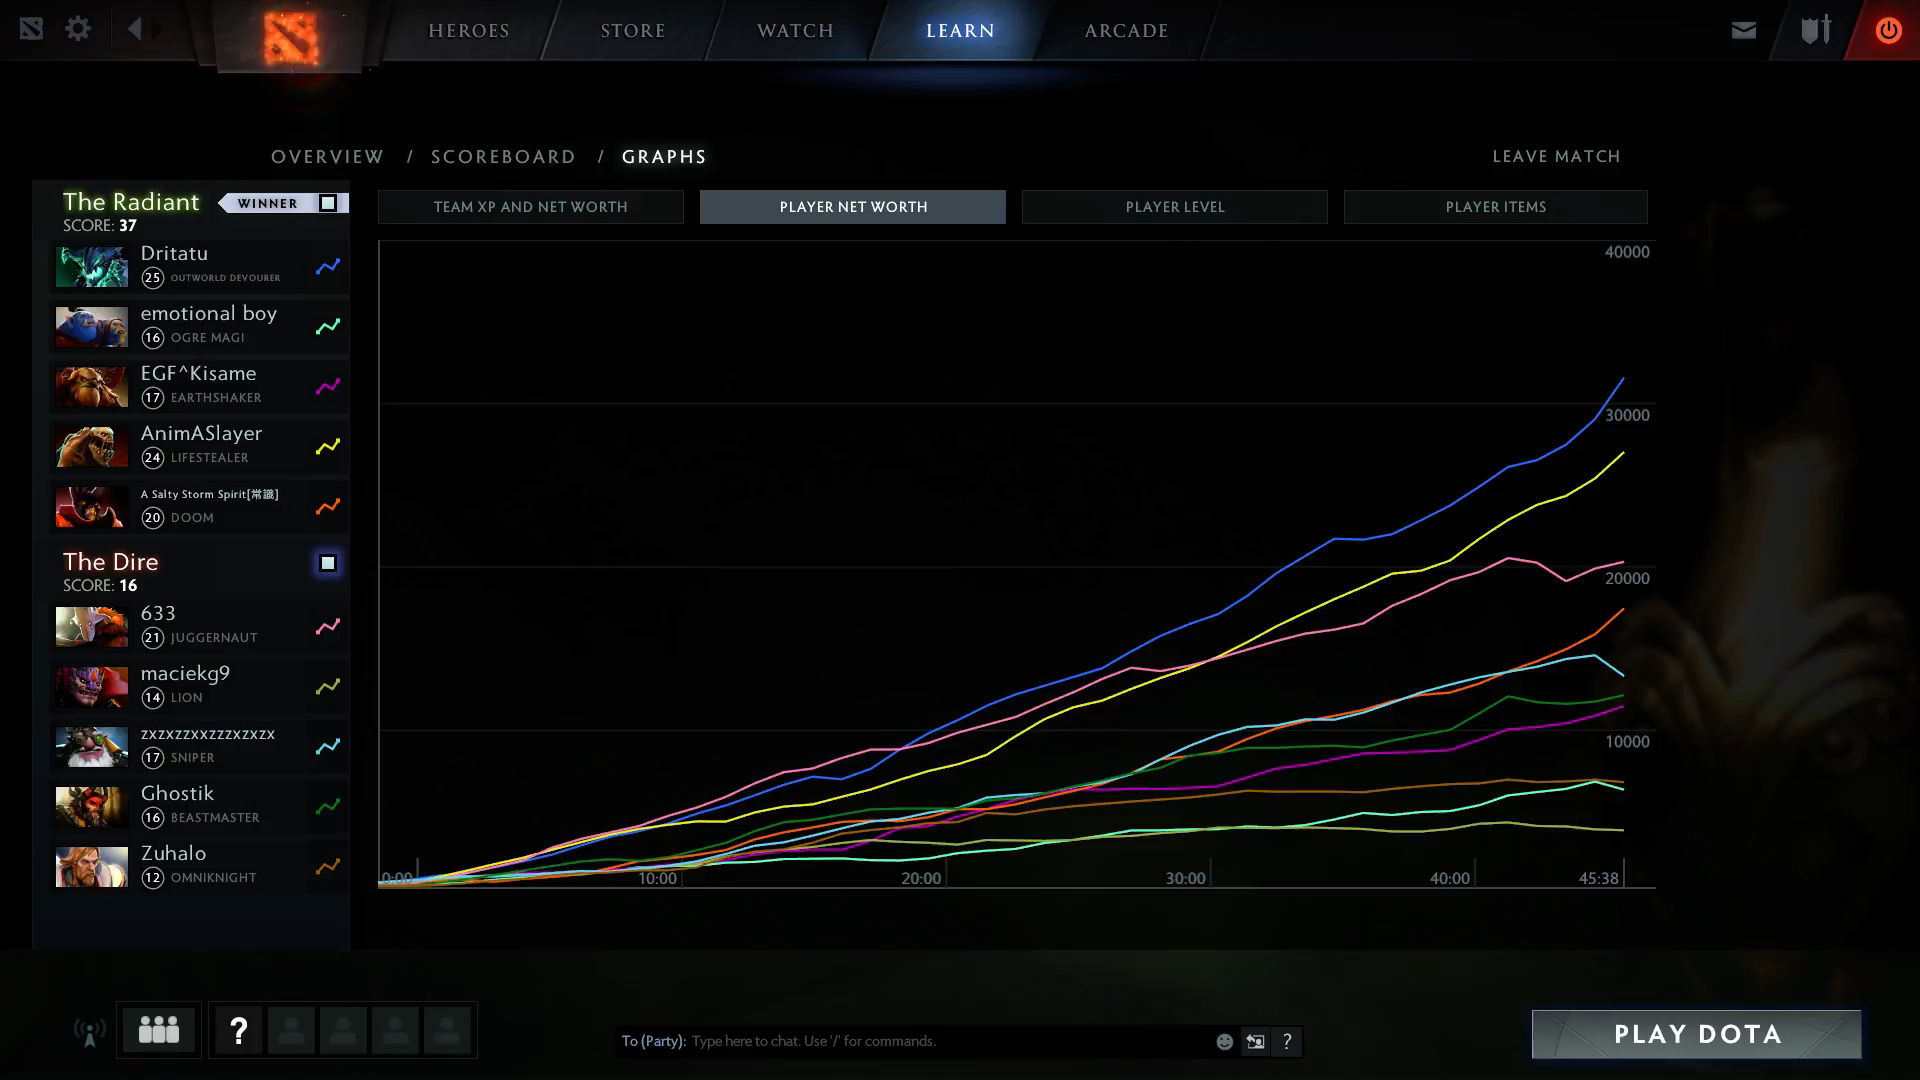 HEROES
STORE
WATCH
LEARN
ARCADE
OVERVIEW / SCOREBOARD / GRAPHS
LEAVE MATCH
The Radiant
WINNER
SCORE: 37
TEAM XP AND NET WORTH
PLAYER NET WORTH
PLAYER LEVEL
PLAYER ITEMS
Dritatu
25 OUTWORLD DEVOURER
emotional boy
16 OGRE MAGI
EGF^Kisame
17 EARTHSHAKER
AnimASlayer
24 LIFESTEALER
A Salty Storm Spirit[常識]
20 DOOM
The Dire
SCORE: 16
633
21 JUGGERNAUT
maciekg9
14 LION
zxzxzzxxzzzxzxzx
17 SNIPER
Ghostik
16 BEASTMASTER
Zuhalo
12 OMNIKNIGHT
40000
30000
20000
10000
0:00
10:00
20:00
30:00
40:00
45:38
?
To (Party): Type here to chat. Use '/' for commands.
?
PLAY DOTA